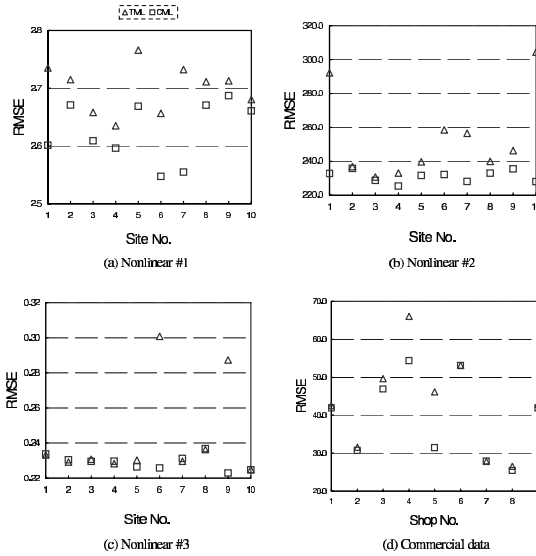 TML CML
2.8
2.7
2.6
2.5
RMSE
1 2 3 4 5 6 7 8 9 10
Site No.
(a) Nonlinear #1
320.0
300.0
280.0
260.0
240.0
220.0
RMSE
1 2 3 4 5 6 7 8 9 1
Site No.
(b) Nonlinear #2
0.32
0.30
0.28
0.26
0.24
0.22
RMSE
1 2 3 4 5 6 7 8 9 10
Site No.
(c) Nonlinear #3
70.0
60.0
50.0
40.0
30.0
20.0
RMSE
1 2 3 4 5 6 7 8
Shop No.
(d) Commercial data